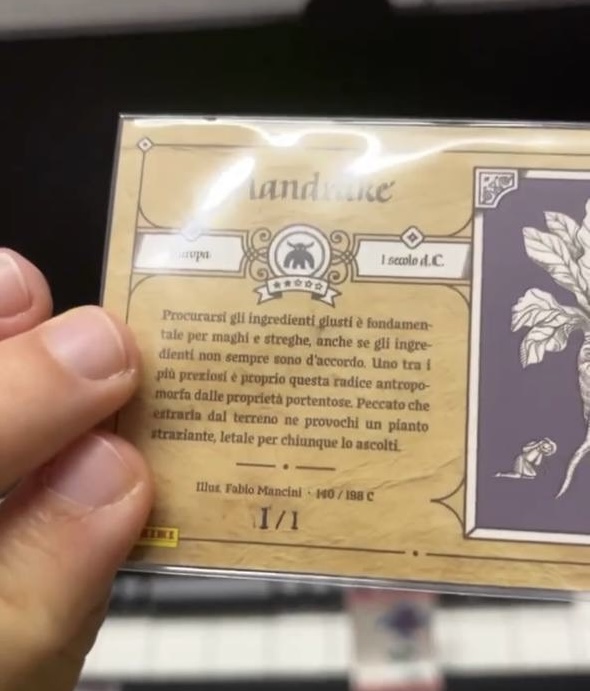 I secolo d.C.
Procurarsi gli ingredienti giusti è fondamen-
tale per maghi e streghe, anche se gli ingre-
dienti non sempre sono d'accordo. Uno tra i
più preziosi è proprio questa radice antropo-
morfa dalle proprietà portentose. Peccato che
estrarla dal terreno ne provochi un pianto
straziante, letale per chiunque lo ascolti.
Illus. Fabio Mancini · 140 / 198 C
1/1